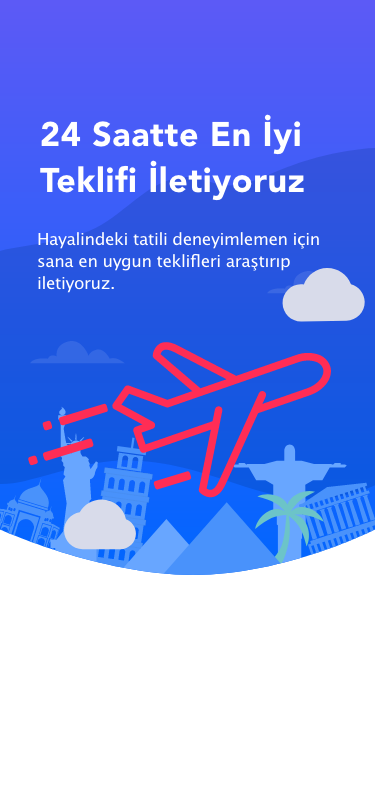 24 Saatte En İyi
Teklifi İletiyoruz
Hayalindeki tatili deneyimlemen için
sana en uygun teklifleri araştırıp
iletiyoruz.